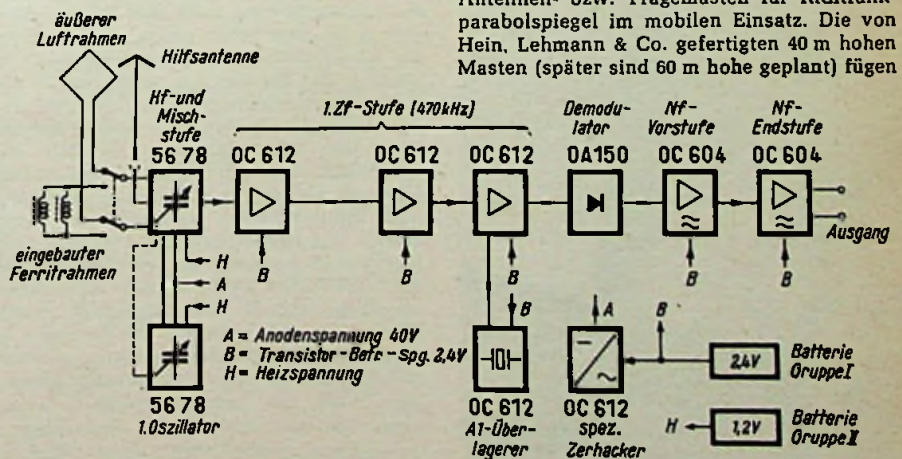 Antennen- bzw. Tragemasten für Richtfunk-
parabolspiegel im mobilen Einsatz. Die von
Hein, Lehmann & Co. gefertigten 40 m hohen
Masten (später sind 60 m hohe geplant) fügen
äußerer
Luftrahmen
Hilfsantenne
Hf-und
Misch-
stufe
5678
1.Zf-Stufe (470kHz)
OC 612
OC 612
OC 612
Demodu-
lator
OA150
Nf-
Vorstufe
OC 604
Nf-
Endstufe
OC 604
Ausgang
eingebauter
Ferritrahmen
H
A
H
B
B
B
B
B
A = Anodenspannung 40V
B = Transistor-Betr-Spg. 2,4V
H = Heizspannung
B
A
B
5678
1.Oszillator
OC 612
A1-Über-
lagerer
OC 612
spez.
Zerhacker
2,4V
Batterie
Gruppe I
H
1,2V
Batterie
Gruppe II